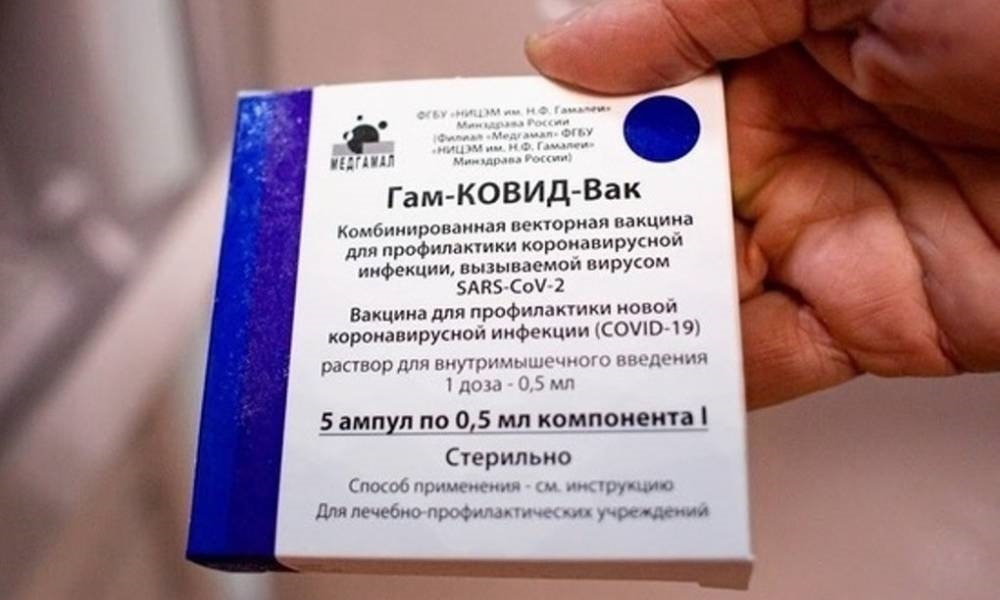 МЕДГАМАЛ
ФГБУ «НИЦЭМ им. Н.Ф. Гамалеи»
Минздрава России
(Филиал «Медгамал» ФГБУ
«НИЦЭМ им. Н.Ф. Гамалеи»
Минздрава России)
Гам-КОВИД-Вак
Комбинированная векторная вакцина
для профилактики коронавирусной
инфекции, вызываемой вирусом
SARS-CoV-2
Вакцина для профилактики новой
коронавирусной инфекции (COVID-19)
раствор для внутримышечного введения
1 доза - 0,5 мл
5 ампул по 0,5 мл компонента I
Стерильно
Способ применения - см. инструкцию
Для лечебно-профилактических учреждений